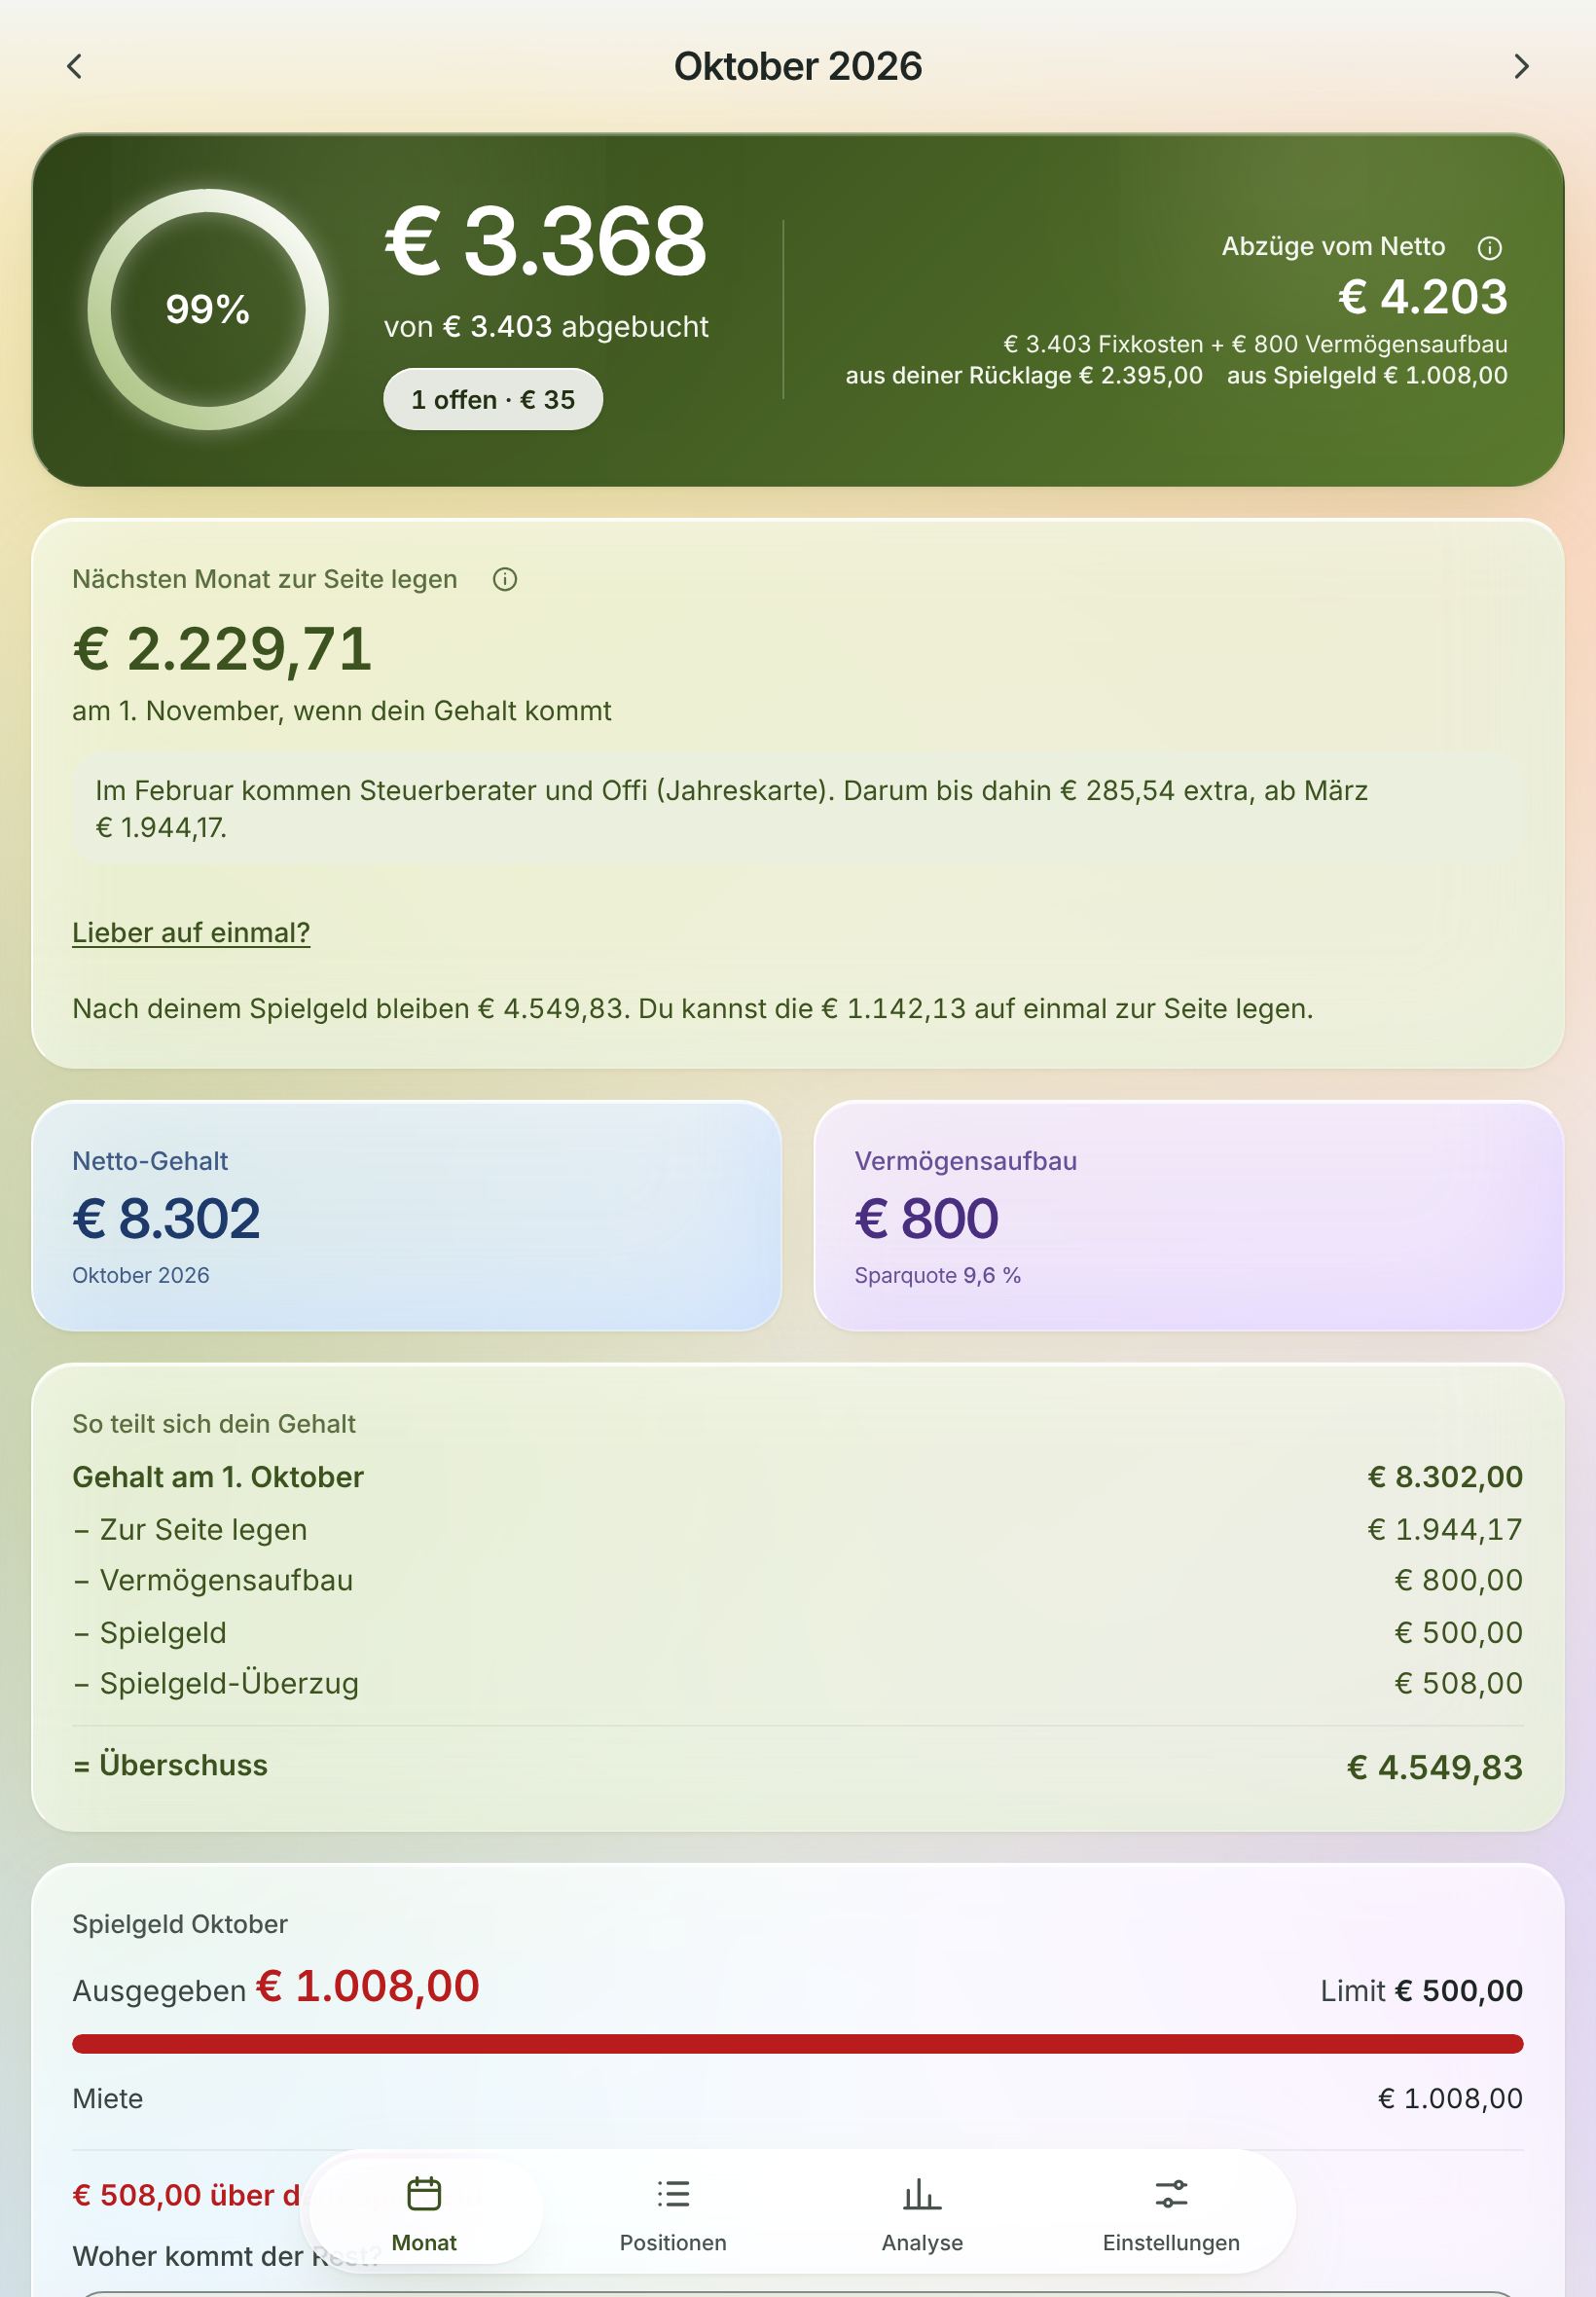 Oktober 2026
99%
€ 3.368
von € 3.403 abgebucht
1 offen · € 35
Abzüge vom Netto
€ 4.203
€ 3.403 Fixkosten + € 800 Vermögensaufbau
aus deiner Rücklage € 2.395,00 aus Spielgeld € 1.008,00
Nächsten Monat zur Seite legen
€ 2.229,71
am 1. November, wenn dein Gehalt kommt
Im Februar kommen Steuerberater und Offi (Jahreskarte). Darum bis dahin € 285,54 extra, ab März
€ 1.944,17.
Lieber auf einmal?
Nach deinem Spielgeld bleiben € 4.549,83. Du kannst die € 1.142,13 auf einmal zur Seite legen.
Netto-Gehalt
€ 8.302
Oktober 2026
Vermögensaufbau
€ 800
Sparquote 9,6 %
So teilt sich dein Gehalt
Gehalt am 1. Oktober € 8.302,00
– Zur Seite legen € 1.944,17
– Vermögensaufbau € 800,00
– Spielgeld € 500,00
– Spielgeld-Überzug € 508,00
= Überschuss € 4.549,83
Spielgeld Oktober
Ausgegeben € 1.008,00 Limit € 500,00
Miete € 1.008,00
€ 508,00 über
Woher kommt der Rest?
Monat
Positionen
Analyse
Einstellungen